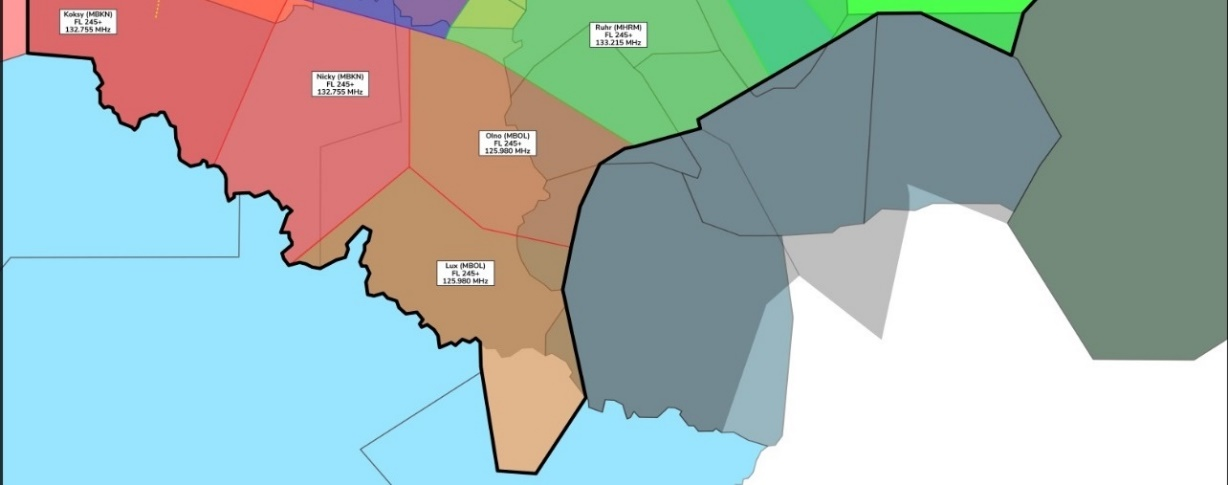 Koksy (MBKN)
FL 245+
132.755 MHz
Ruhr (MHRM)
FL 245+
133.215 MHz
Nicky (MBKN)
FL 245+
132.755 MHz
Olno (MBOL)
FL 245+
125.980 MHz
Lux (MBOL)
FL 245+
125.980 MHz